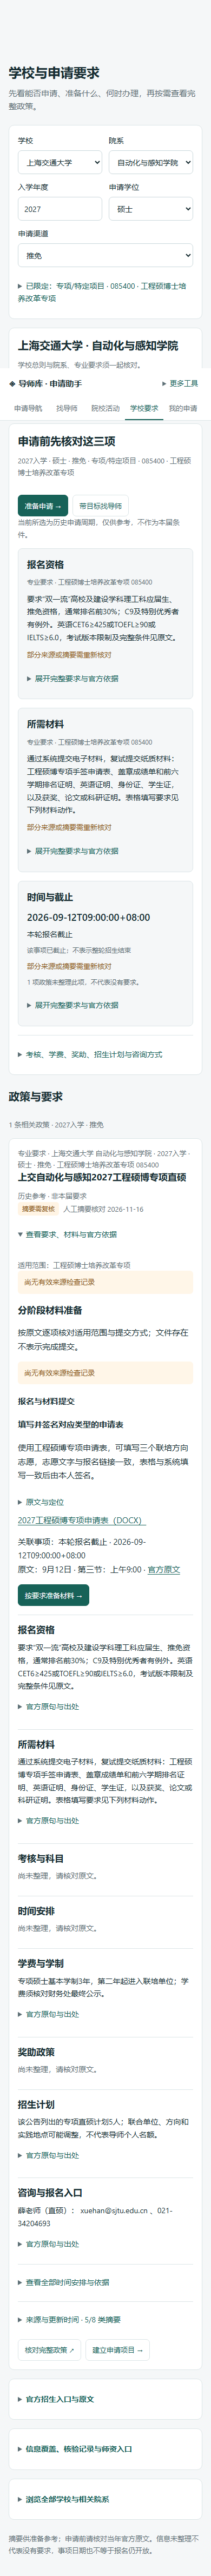 学校与申请要求
先看能否申请、准备什么、何时办理，再按需查看完
整政策。
学校
院系
上海交通大学
自动化与感知学院
入学年度
申请学位
2027
硕士
申请渠道
推免
▶ 已限定：专项/特定项目 · 085400 · 工程硕博士培
养改革专项
上海交通大学 · 自动化与感知学院
学校总则与院系、专业要求须一起核对。
◈ 导师库 · 申请助手
▶ 更多工具
申请导航
找导师
院校活动
学校要求
我的申请
申请前先核对这三项
2027入学 · 硕士 · 推免 · 专项/特定项目 · 085400 · 工程硕
博士培养改革专项
准备申请 →
带目标找导师
当前所选为历史申请周期，仅供参考，不作为本届条
件。
报名资格
专业要求 · 工程硕博士培养改革专项 085400
要求“双一流”高校及建设学科理工科应届生、
推免资格，通常排名前30%；C9及特别优秀者
有例外。英语CET6≥425或TOEFL≥90或
IELTS≥6.0，考试版本限制及完整条件见原文。
部分来源或摘要需重新核对
▶ 展开完整要求与官方依据
所需材料
专业要求 · 工程硕博士培养改革专项 085400
通过系统提交电子材料，复试提交纸质材料：
工程硕博专项手签申请表、盖章成绩单和前六
学期排名证明、英语证明、身份证、学生证，
以及获奖、论文或科研证明。表格填写要求见
下列材料动作。
部分来源或摘要需重新核对
▶ 展开完整要求与官方依据
时间与截止
2026-09-12T09:00:00+08:00
本轮报名截止
该事项已截止；不表示整轮招生结束
部分来源或摘要需重新核对
1 项政策未整理此项，不代表没有要求。
▶ 展开完整要求与官方依据
▶ 考核、学费、奖助、招生计划与咨询方式
政策与要求
1 条相关政策 · 2027入学 · 推免
专业要求 · 上海交通大学 自动化与感知学院 · 2027入学 ·
硕士 · 推免 · 工程硕博士培养改革专项 085400
上交自动化与感知2027工程硕博士专项直硕
历史参考 · 非本届要求
摘要需复核
人工摘要核对 2026-11-16
▼ 查看要求、材料与官方依据
适用范围：工程硕博士培养改革专项
尚无有效来源检查记录
分阶段材料准备
按原文逐项核对适用范围与提交方式；文件存在
不表示完成提交。
尚无有效来源检查记录
报名与材料提交
填写并签名对应类型的申请表
使用工程硕博专项申请表，可填写三个联培方向
志愿，志愿文字与报名链接一致，表格与系统填
写一致后由本人签名。
▶ 原文与定位
2027工程硕博专项申请表（DOCX）
关联事项：本轮报名截止 · 2026-09-
12T09:00:00+08:00
原文：9月12日 · 第三节：上午9:00 · 官方原文
按要求准备材料 →
报名资格
要求“双一流”高校及建设学科理工科应届生、推免资
格，通常排名前30%；C9及特别优秀者有例外。英语
CET6≥425或TOEFL≥90或IELTS≥6.0，考试版本限制及
完整条件见原文。
▶ 官方原句与出处
所需材料
通过系统提交电子材料，复试提交纸质材料：工程硕
博专项手签申请表、盖章成绩单和前六学期排名证
明、英语证明、身份证、学生证，以及获奖、论文或
科研证明。表格填写要求见下列材料动作。
▶ 官方原句与出处
考核与科目
尚未整理，请核对原文。
时间安排
尚未整理，请核对原文。
学费与学制
专项硕士基本学制3年，第二年起进入联培单位；学
费须核对财务处最终公示。
▶ 官方原句与出处
奖助政策
尚未整理，请核对原文。
招生计划
该公告列出的专项直硕计划5人；联合单位、方向和
实践地点可能调整，不代表导师个人名额。
▶ 官方原句与出处
咨询与报名入口
薛老师（直硕）： xuehan@sjtu.edu.cn 、021-
34204693
▶ 官方原句与出处
▶ 查看全部时间安排与依据
▶ 来源与更新时间 · 5/8 类摘要
核对完整政策 ↗
建立申请项目 →
▶ 官方招生入口与原文
▶ 信息覆盖、核验记录与师资入口
▶ 浏览全部学校与相关院系
摘要供准备参考；申请前请核对当年官方原文。信息未整理不
代表没有要求，事项日期也不等于报名仍开放。